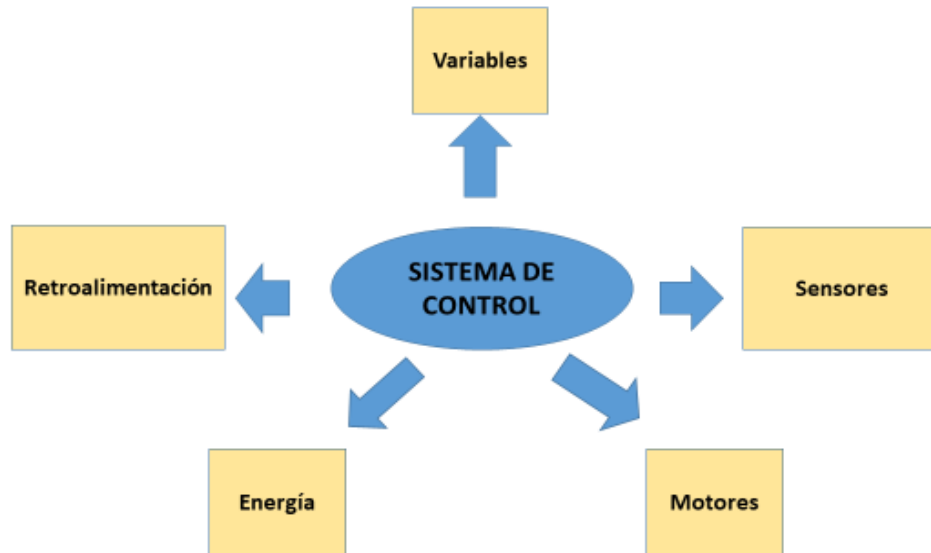 Variables
Retroalimentación
SISTEMA DE
CONTROL
Sensores
Energía
Motores